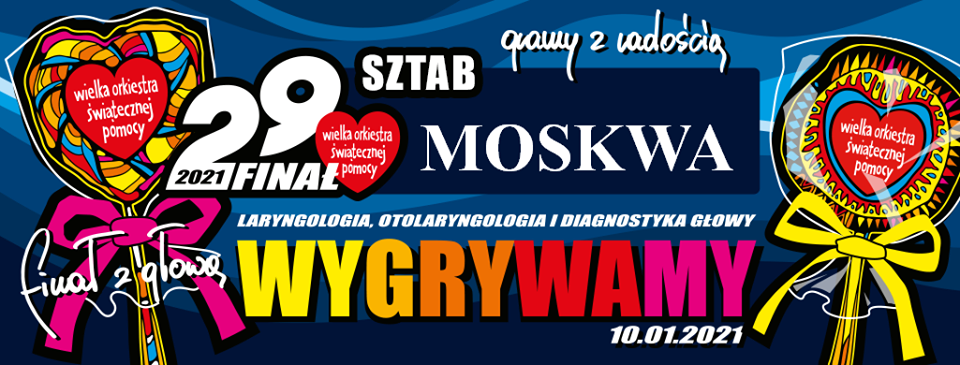 gramy z radością
wielka orkiestra
świątecznej
pomocy
29
2021 FINAŁ
wielka orkiestra
świątecznej
pomocy
SZTAB
MOSKWA
wielka orkiestra
świątecznej
pomocy
finał z głową
LARYNGOLOGIA, OTOLARYNGOLOGIA I DIAGNOSTYKA GŁOWY
WYGRYWAMY
10.01.2021